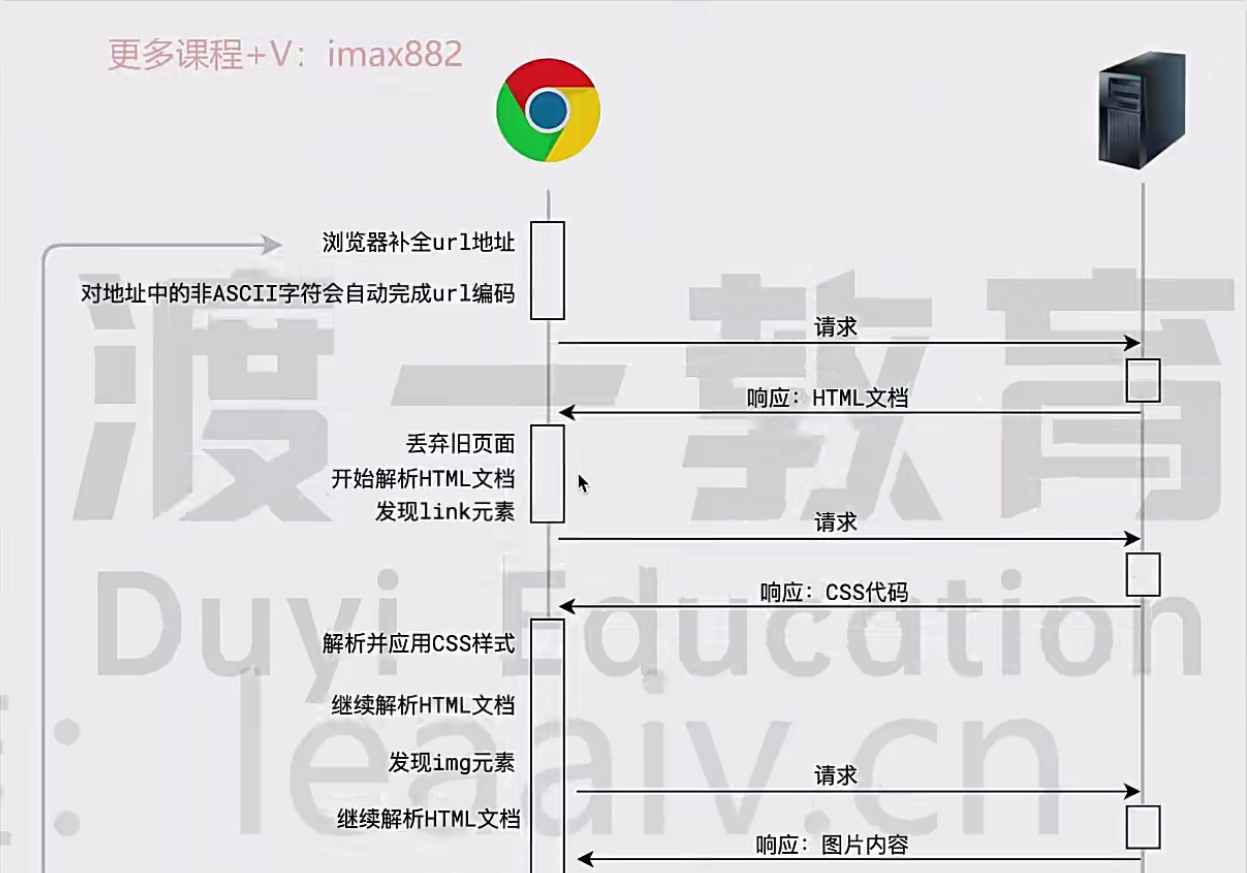 更多课程+V：imax882
浏览器补全url地址
对地址中的非ASCII字符会自动完成url编码
请求
响应：HTML文档
丢弃旧页面
开始解析HTML文档
发现link元素
请求
响应：CSS代码
解析并应用CSS样式
继续解析HTML文档
发现img元素
请求
继续解析HTML文档
响应：图片内容
渡一教育
Duyi Education